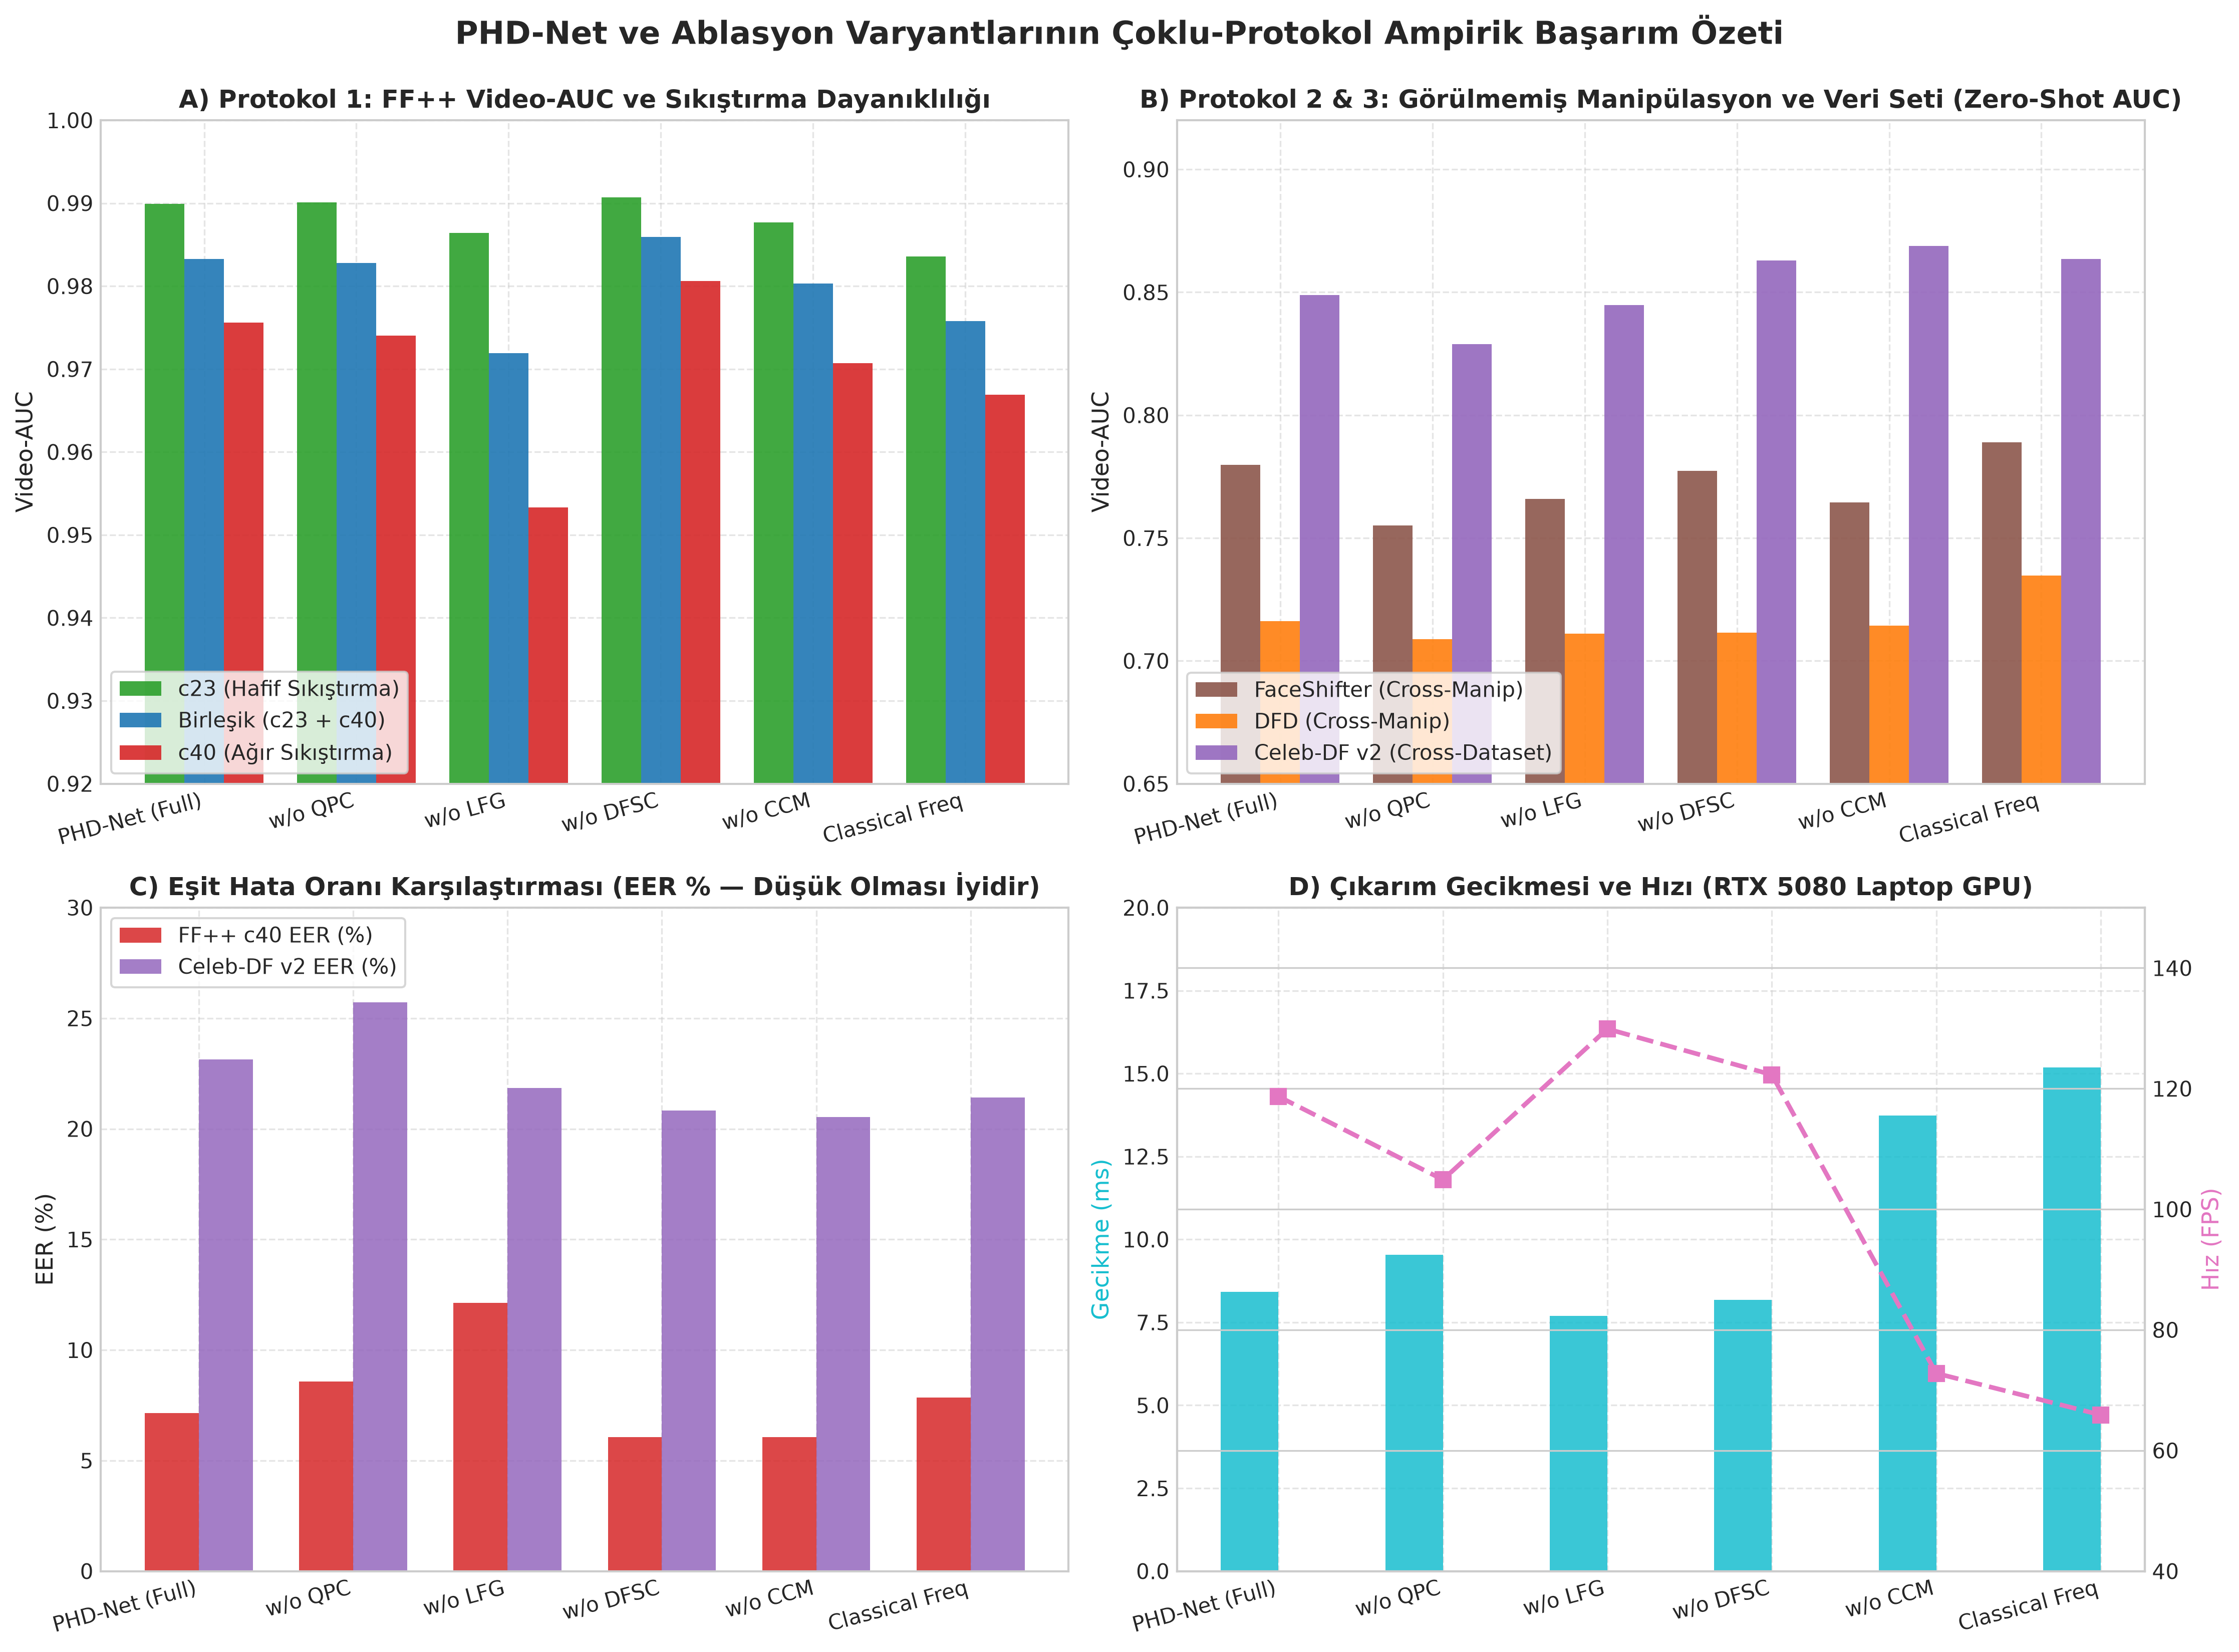 PHD-Net ve Ablasyon Varyantlarının Çoklu-Protokol Ampirik Başarım Özeti
A) Protokol 1: FF++ Video-AUC ve Sıkıştırma Dayanıklılığı
1.00
0.99
0.98
0.97
0.96
0.95
0.94
0.93
0.92
Video-AUC
c23 (Hafif Sıkıştırma)
Birleşik (c23 + c40)
c40 (Ağır Sıkıştırma)
PHD-Net (Full)
w/o QPC
w/o LFG
w/o DFSC
w/o CCM
Classical Freq
B) Protokol 2 & 3: Görülmemiş Manipülasyon ve Veri Seti (Zero-Shot AUC)
0.90
0.85
0.80
0.75
0.70
0.65
Video-AUC
FaceShifter (Cross-Manip)
DFD (Cross-Manip)
Celeb-DF v2 (Cross-Dataset)
PHD-Net (Full)
w/o QPC
w/o LFG
w/o DFSC
w/o CCM
Classical Freq
C) Eşit Hata Oranı Karşılaştırması (EER % — Düşük Olması İyidir)
30
25
20
15
10
5
0
EER (%)
FF++ c40 EER (%)
Celeb-DF v2 EER (%)
PHD-Net (Full)
w/o QPC
w/o LFG
w/o DFSC
w/o CCM
Classical Freq
D) Çıkarım Gecikmesi ve Hızı (RTX 5080 Laptop GPU)
20.0
17.5
15.0
12.5
10.0
7.5
5.0
2.5
0.0
Gecikme (ms)
140
120
100
80
60
40
Hız (FPS)
PHD-Net (Full)
w/o QPC
w/o LFG
w/o DFSC
w/o CCM
Classical Freq